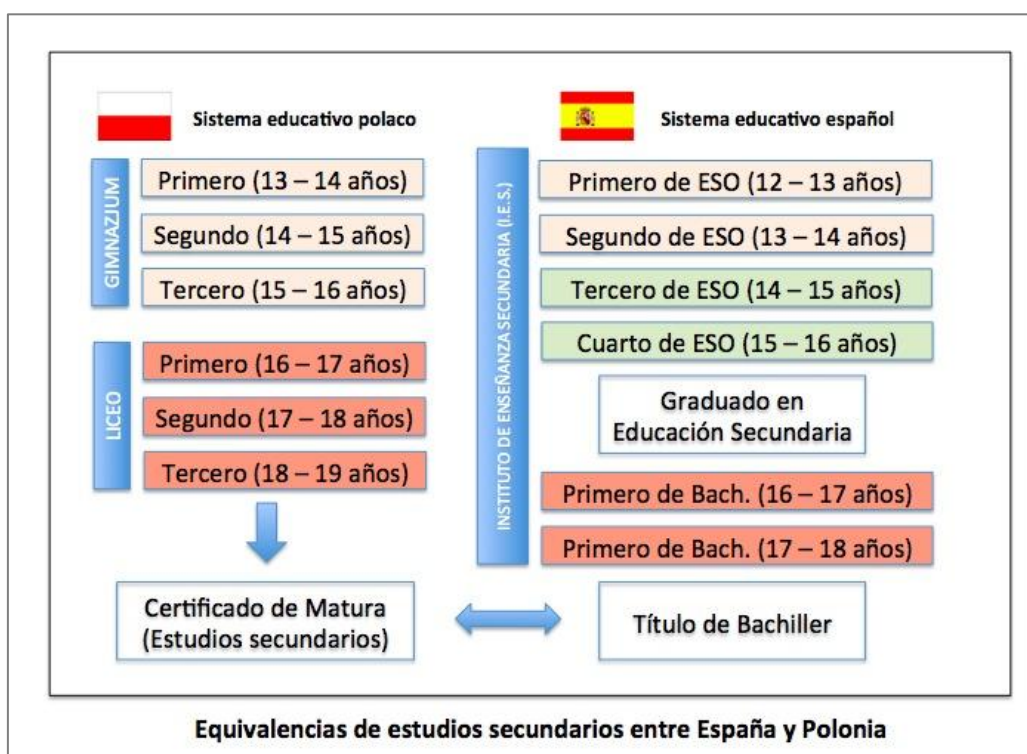 Sistema educativo polaco
GIMNAZJUM
Primero (13 – 14 años)
Segundo (14 – 15 años)
Tercero (15 – 16 años)
LICEO
Primero (16 – 17 años)
Segundo (17 – 18 años)
Tercero (18 – 19 años)
Certificado de Matura
(Estudios secundarios)
Sistema educativo español
INSTITUTO DE ENSEÑANZA SECUNDARIA (I.E.S.)
Primero de ESO (12 – 13 años)
Segundo de ESO (13 – 14 años)
Tercero de ESO (14 – 15 años)
Cuarto de ESO (15 – 16 años)
Graduado en
Educación Secundaria
Primero de Bach. (16 – 17 años)
Primero de Bach. (17 – 18 años)
Título de Bachiller
Equivalencias de estudios secundarios entre España y Polonia